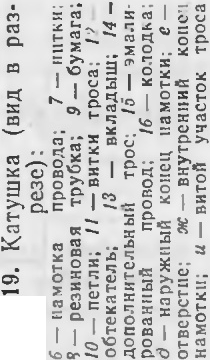 19. Катушка (вид в раз-
резе):
6 — намотка провода; 7 — нитки;
8 — резиновая трубка; 9 — бумага;
10 — петли; 11 — витки троса; 12 —
обтекатель; 13 — вкладыш; 14 —
дополнительный трос; 15 — эмали-
рованный провод; 16 — колодка;
д — наружный конец намотки; е —
отверстие; ж — внутренний конец
намотки; и — витой участок троса